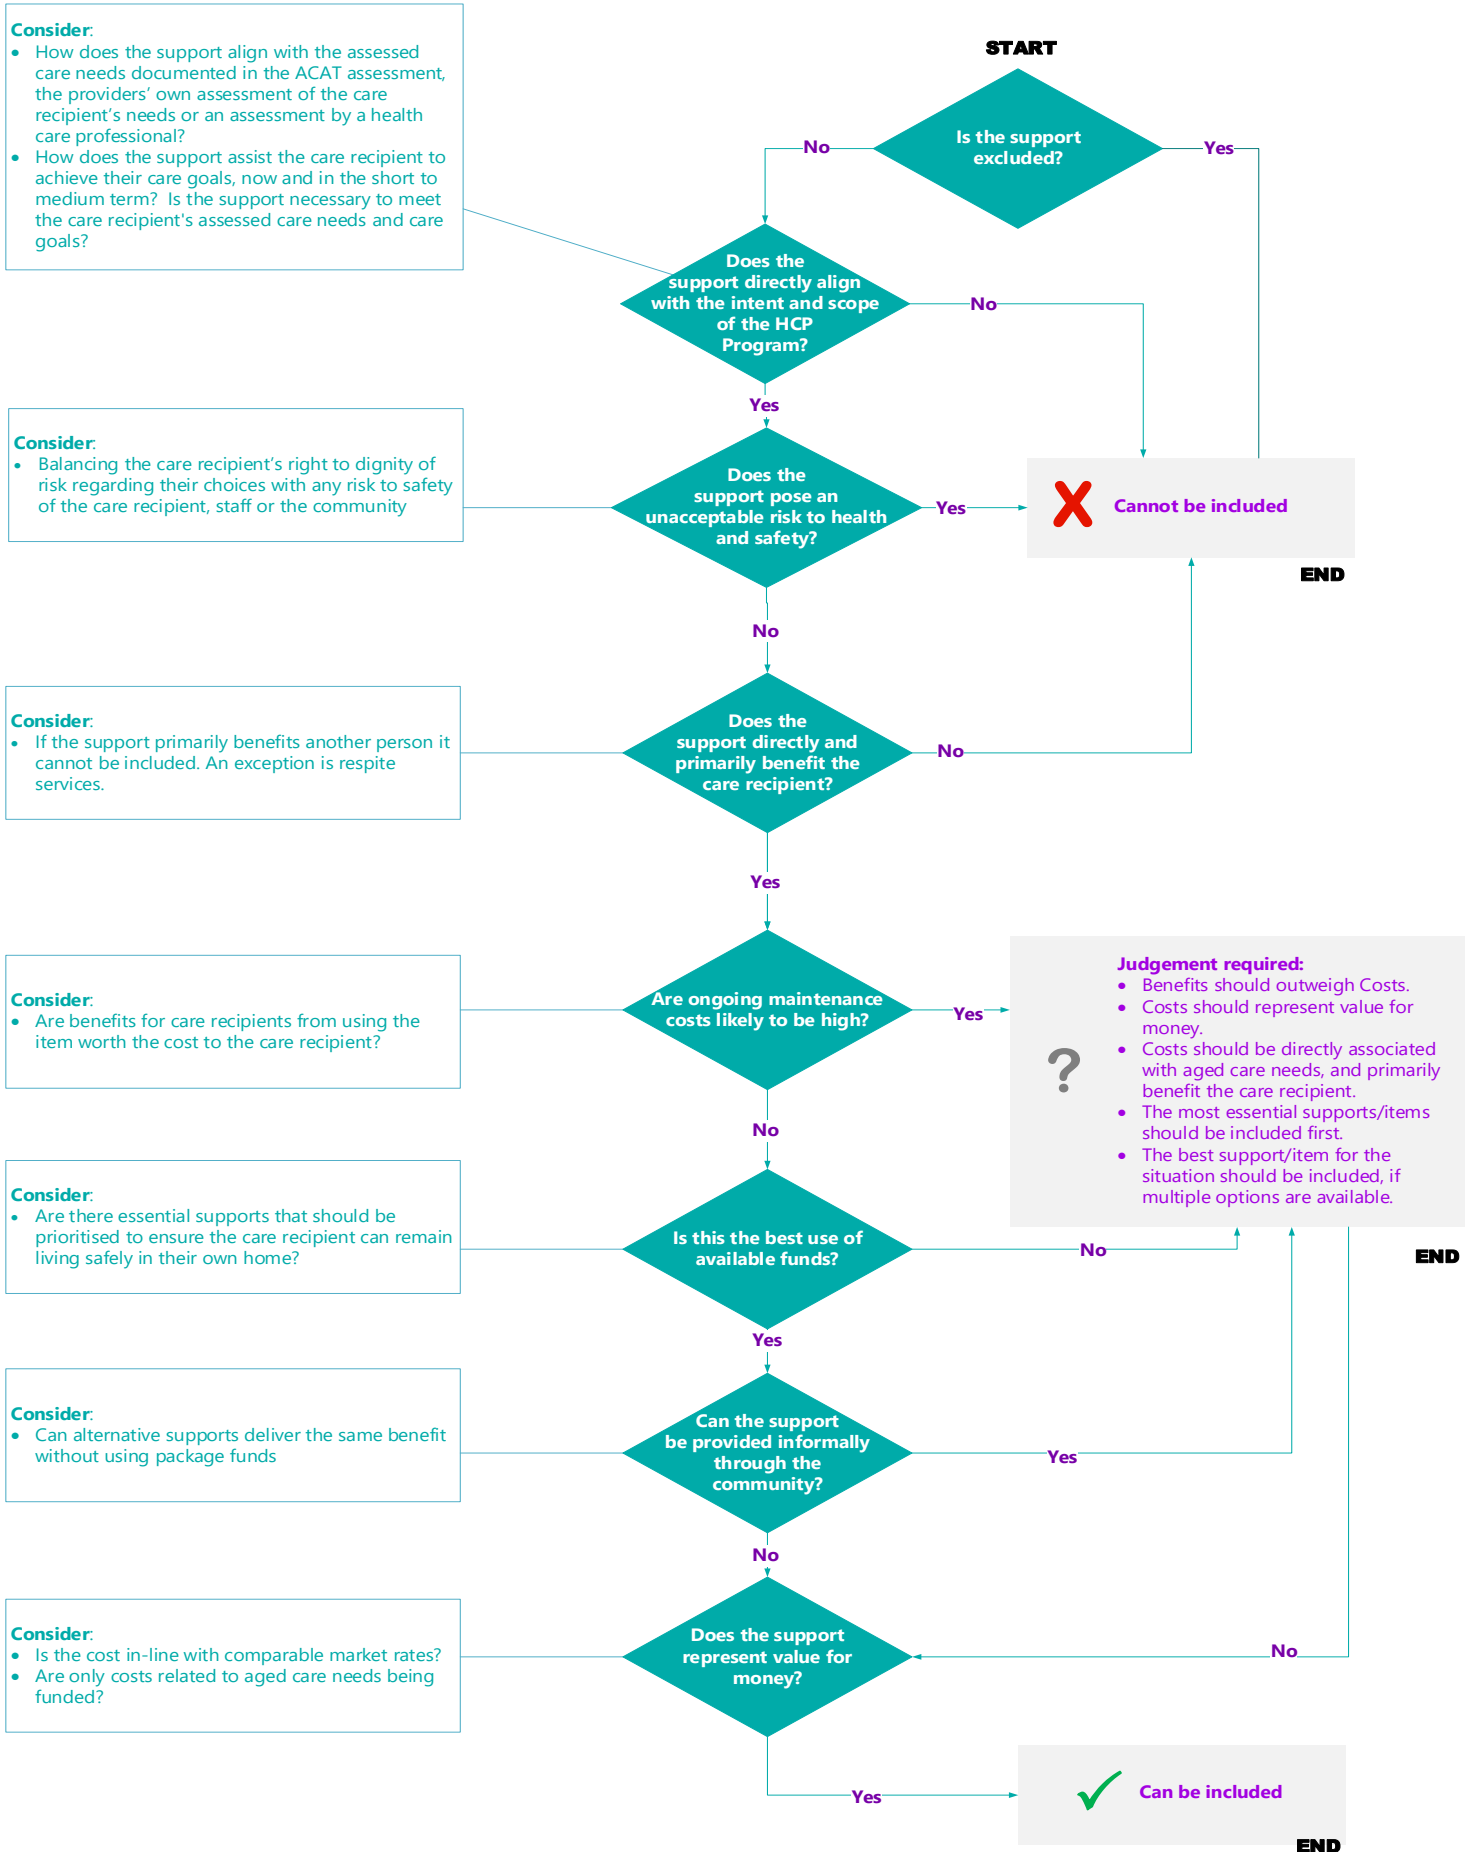 START
Is the support
excluded?
No
Yes
Consider:
• How does the support align with the assessed
care needs documented in the ACAT assessment,
the providers' own assessment of the care
recipient's needs or an assessment by a health
care professional?
• How does the support assist the care recipient to
achieve their care goals, now and in the short to
medium term?  Is the support necessary to meet
the care recipient's assessed care needs and care
goals?
Does the
support directly align
with the intent and scope
of the HCP
Program?
No
Yes
Consider:
• Balancing the care recipient's right to dignity of
risk regarding their choices with any risk to safety
of the care recipient, staff or the community
Does the
support pose an
unacceptable risk to health
and safety?
Yes
X Cannot be included
END
No
Consider:
• If the support primarily benefits another person it
cannot be included. An exception is respite
services.
Does the
support directly and
primarily benefit the
care recipient?
No
Yes
Consider:
• Are benefits for care recipients from using the
item worth the cost to the care recipient?
Are ongoing maintenance
costs likely to be high?
Yes
?
Judgement required:
• Benefits should outweigh Costs.
• Costs should represent value for
money.
• Costs should be directly associated
with aged care needs, and primarily
benefit the care recipient.
• The most essential supports/items
should be included first.
• The best support/item for the
situation should be included, if
multiple options are available.
END
No
Consider:
• Are there essential supports that should be
prioritised to ensure the care recipient can remain
living safely in their own home?
Is this the best use of
available funds?
No
Yes
Consider:
• Can alternative supports deliver the same benefit
without using package funds
Can the support
be provided informally
through the
community?
Yes
No
Consider:
• Is the cost in-line with comparable market rates?
• Are only costs related to aged care needs being
funded?
Does the support
represent value for
money?
No
Yes
Can be included
END